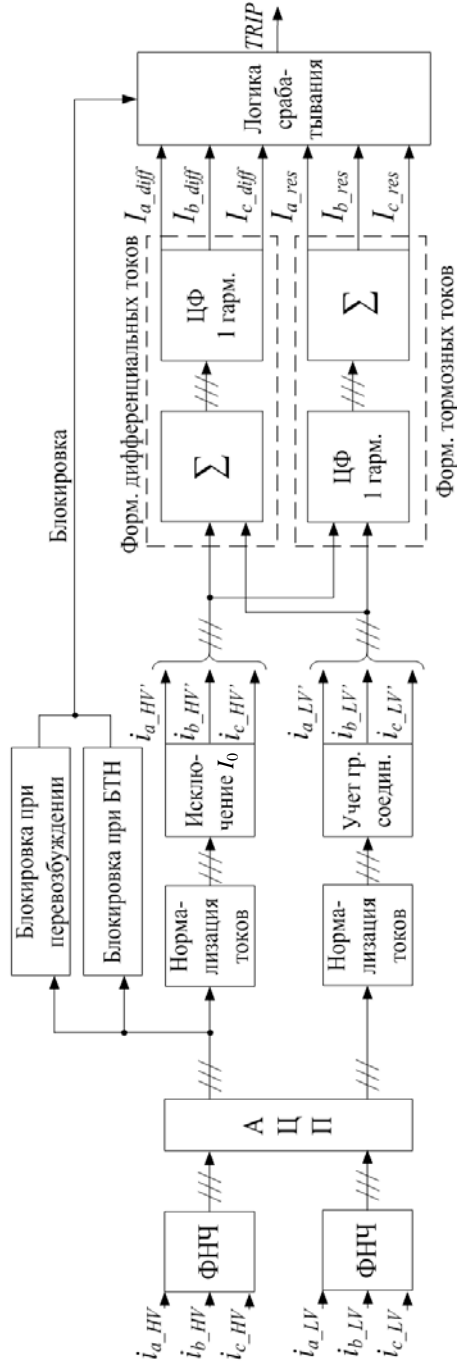 i_a_HV
i_b_HV
i_c_HV
i_a_LV
i_b_LV
i_c_LV
ФНЧ
ФНЧ
А
Ц
П
Блокировка при
перевозбуждении
Блокировка при БТН
Блокировка
Норма-
лизация
токов
Исклю-
чение I₀
Норма-
лизация
токов
Учет гр.
соедин.
i_a_HV'
i_b_HV'
i_c_HV'
i_a_LV'
i_b_LV'
i_c_LV'
Форм. дифференциальных токов
Σ
ЦФ
1 гарм.
ЦФ
1 гарм.
Σ
Форм. тормозных токов
I_a_diff
I_b_diff
I_c_diff
I_a_res
I_b_res
I_c_res
Логика
сраба-
тывания
TRIP